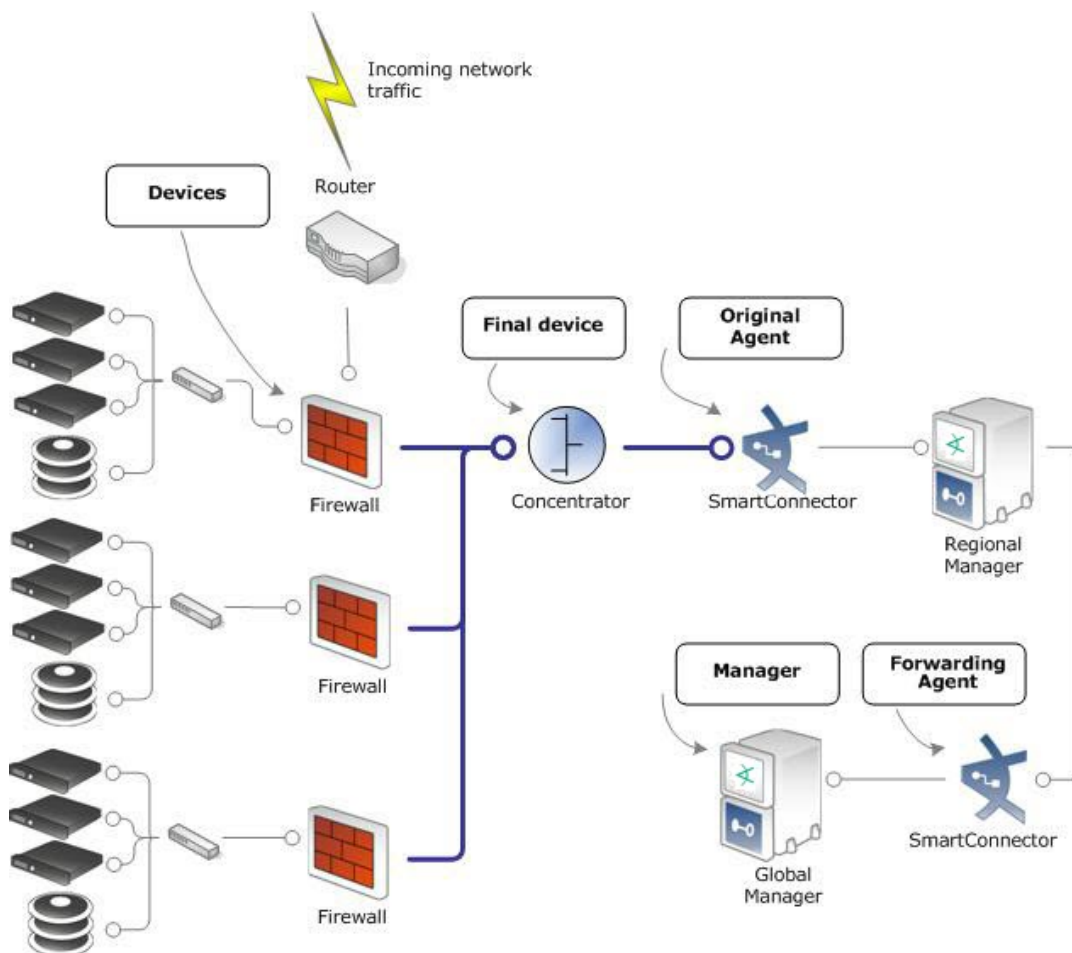 Incoming network
traffic
Devices
Router
Final device
Original
Agent
Firewall
Concentrator
SmartConnector
Regional
Manager
Firewall
Manager
Forwarding
Agent
SmartConnector
Global
Manager
Firewall